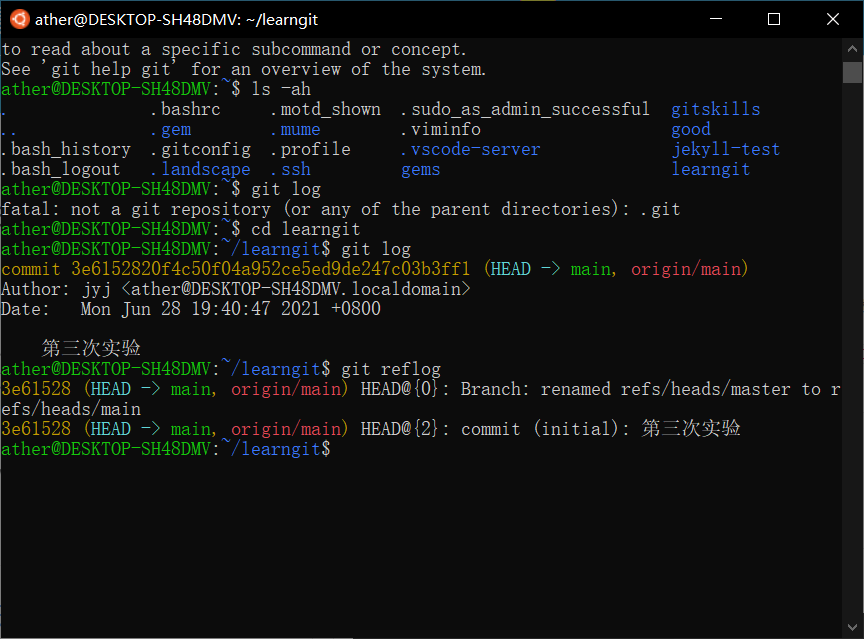 ather@DESKTOP-SH48DMV: ~/learngit
to read about a specific subcommand or concept.
See 'git help git' for an overview of the system.
ather@DESKTOP-SH48DMV:~$ ls -ah
. .bashrc .motd_shown .sudo_as_admin_successful gitskills
.. .gem .mume .viminfo good
.bash_history .gitconfig .profile .vscode-server jekyll-test
.bash_logout .landscape .ssh gems learngit
ather@DESKTOP-SH48DMV:~$ git log
fatal: not a git repository (or any of the parent directories): .git
ather@DESKTOP-SH48DMV:~$ cd learngit
ather@DESKTOP-SH48DMV:~/learngit$ git log
commit 3e6152820f4c50f04a952ce5ed9de247c03b3ff1 (HEAD -> main, origin/main)
Author: jyj <ather@DESKTOP-SH48DMV.localdomain>
Date:   Mon Jun 28 19:40:47 2021 +0800
第三次实验
ather@DESKTOP-SH48DMV:~/learngit$ git reflog
3e61528 (HEAD -> main, origin/main) HEAD@{0}: Branch: renamed refs/heads/master to r
efs/heads/main
3e61528 (HEAD -> main, origin/main) HEAD@{2}: commit (initial): 第三次实验
ather@DESKTOP-SH48DMV:~/learngit$